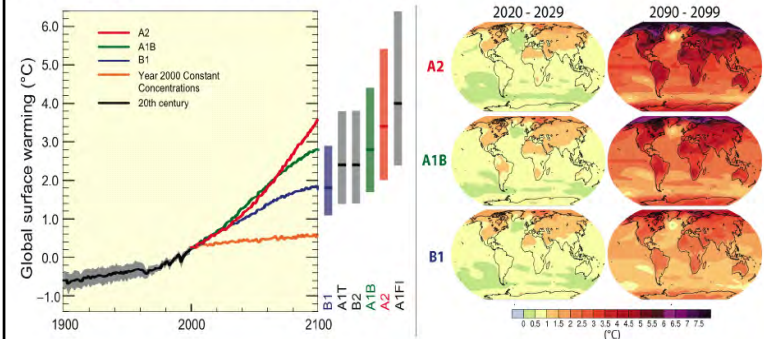 Global surface warming (°C)
6.0
5.0
4.0
3.0
2.0
1.0
0.0
–1.0
A2
A1B
B1
Year 2000 Constant
Concentrations
20th century
1900
2000
2100
B1
A1T
B2
A1B
A2
A1FI
2020 - 2029
2090 - 2099
A2
A1B
B1
0 0.5 1 1.5 2 2.5 3 3.5 4 4.5 5 5.5 6 6.5 7 7.5
(°C)